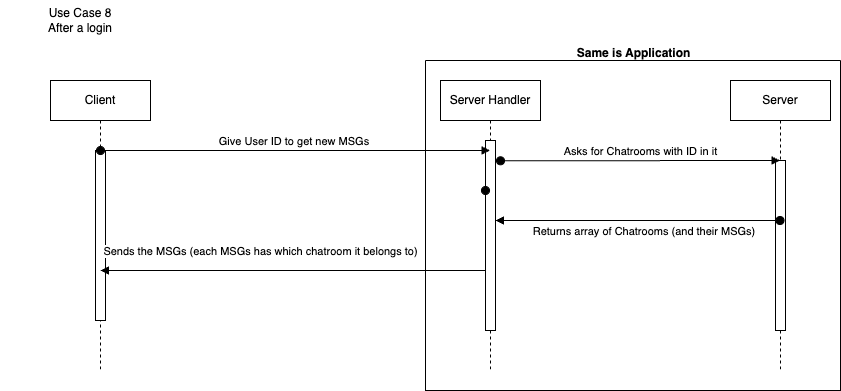 Use Case 8
After a login
Same is Application
Client
Server Handler
Server
Give User ID to get new MSGs
Asks for Chatrooms with ID in it
Returns array of Chatrooms (and their MSGs)
Sends the MSGs (each MSGs has which chatroom it belongs to)